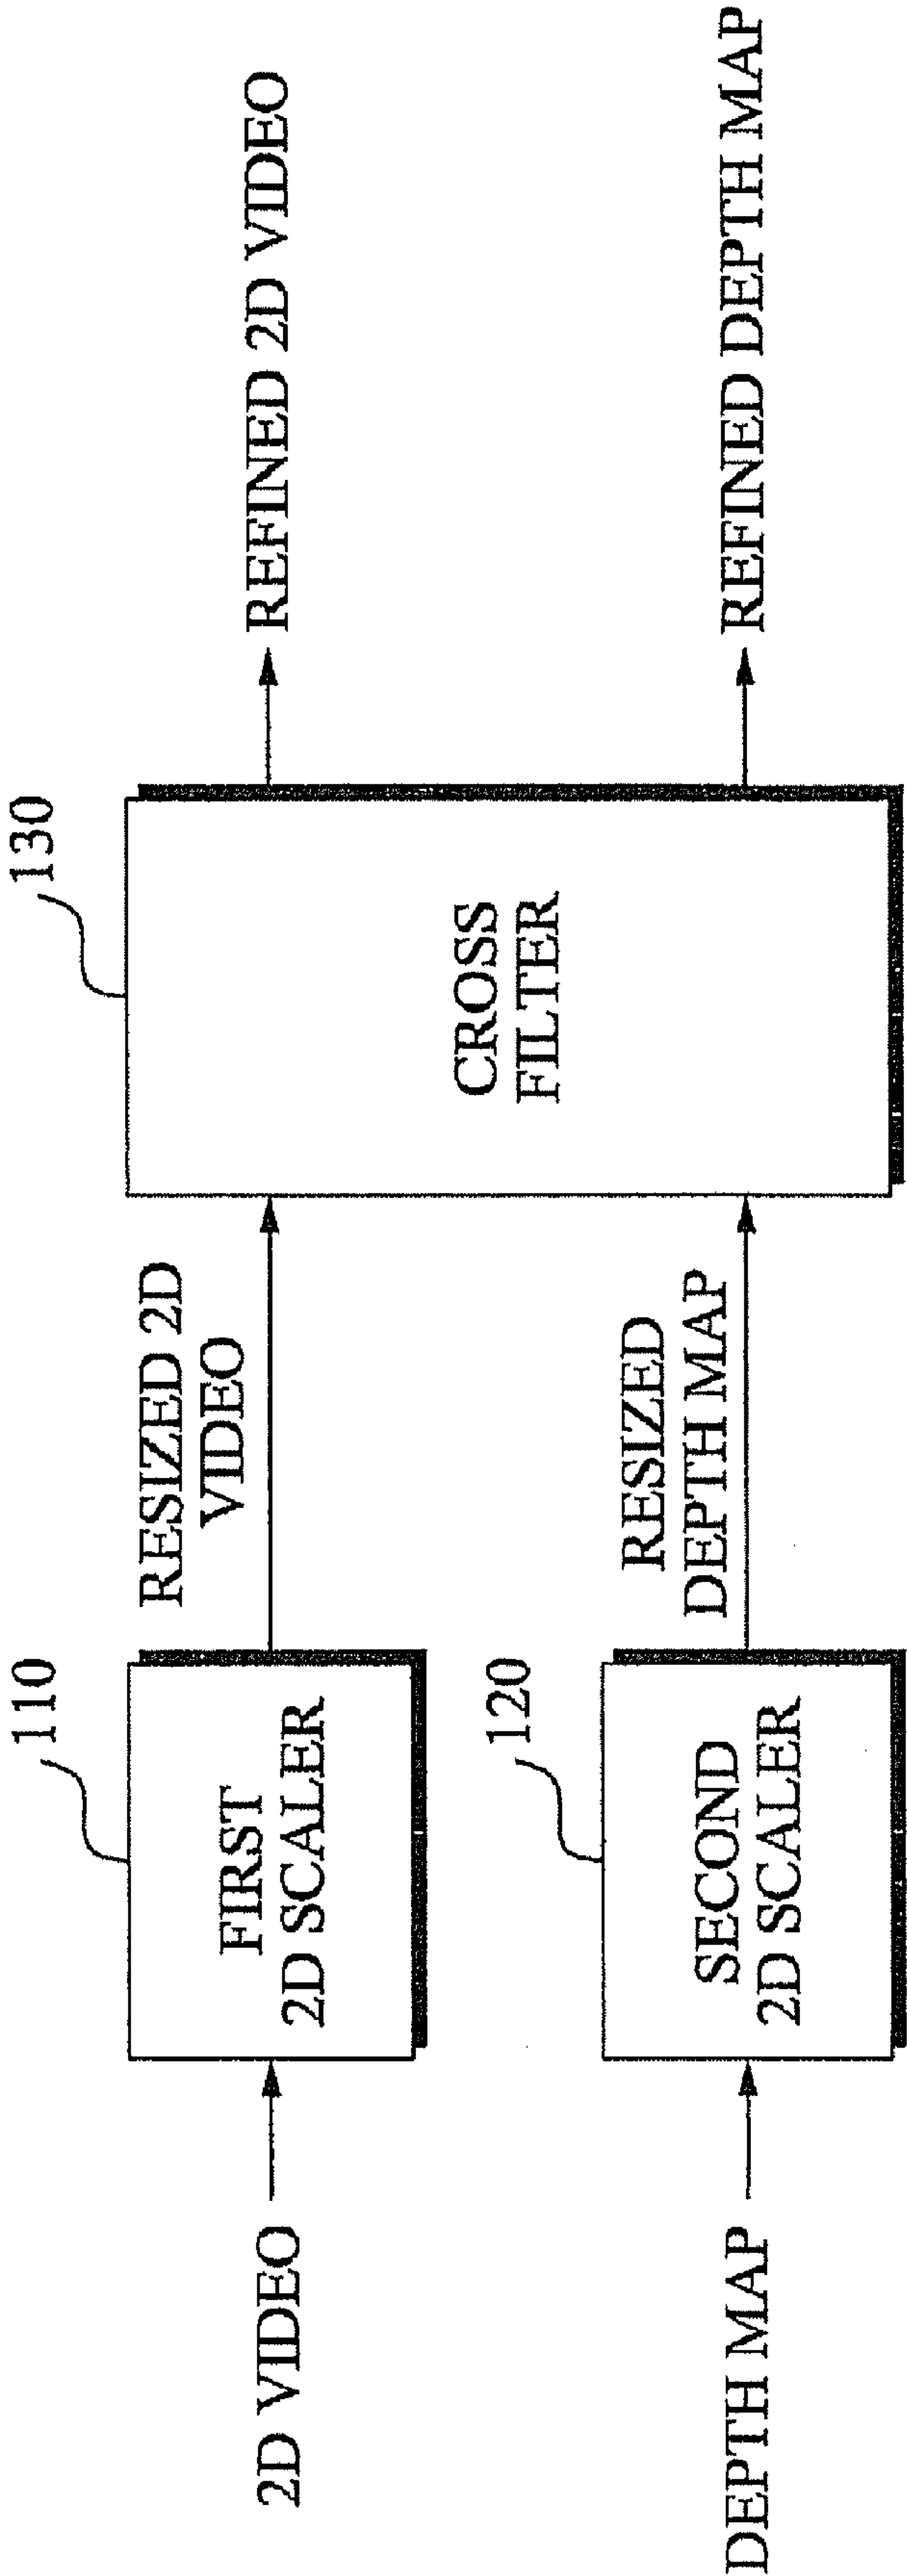 2D VIDEO
110
FIRST
2D SCALER
RESIZED 2D
VIDEO
130
CROSS
FILTER
REFINED 2D VIDEO
DEPTH MAP
120
SECOND
2D SCALER
RESIZED
DEPTH MAP
REFINED DEPTH MAP